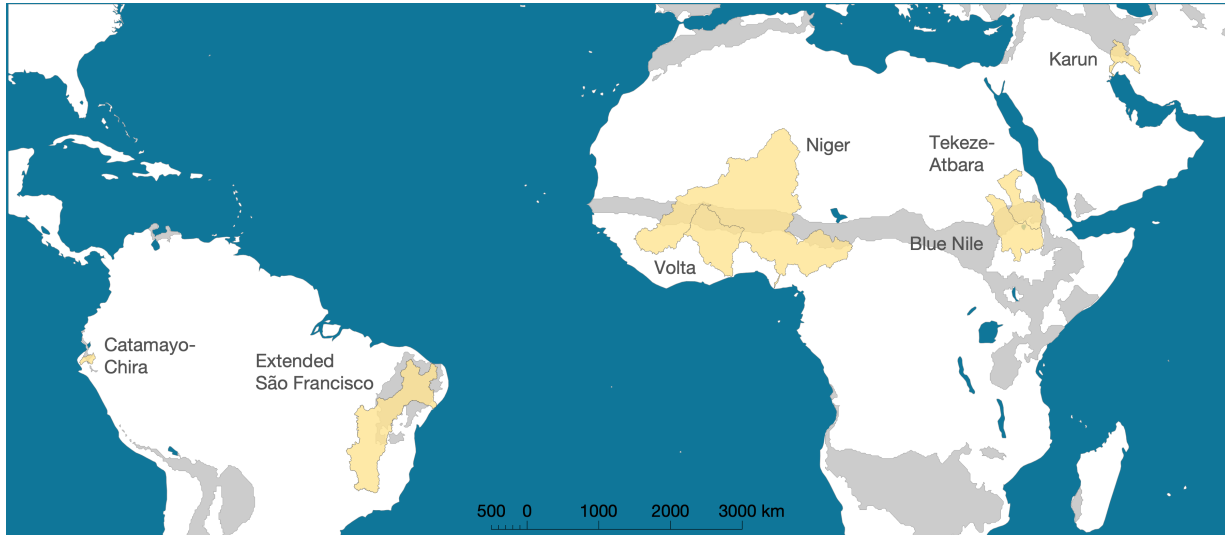 Karun
Niger
Tekeze-
Atbara
Blue Nile
Volta
Catamayo-
Chira
Extended
São Francisco
500 0 1000 2000 3000 km